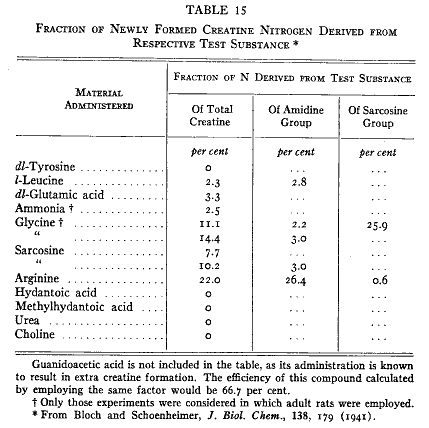 TABLE 15
FRACTION OF NEWLY FORMED CREATINE NITROGEN DERIVED FROM
RESPECTIVE TEST SUBSTANCE *
MATERIAL ADMINISTERED
FRACTION OF N DERIVED FROM TEST SUBSTANCE
Of Total Creatine Of Amidine Group Of Sarcosine Group
per cent per cent per cent
dl-Tyrosine .............. 0 ... ...
l-Leucine ............... 2.3 2.8 ...
dl-Glutamic acid ......... 3.3 ... ...
Ammonia † .............. 2.5 ... ...
Glycine † ............... 11.1 2.2 25.9
" ............... 14.4 3.0 ...
Sarcosine ............... 7.7 ... ...
" ............... 10.2 3.0 ...
Arginine ................ 22.0 26.4 0.6
Hydantoic acid .......... 0 ... ...
Methylhydantoic acid .... 0 ... ...
Urea ................... 0 ... ...
Choline ................. 0 ... ...
Guanidoacetic acid is not included in the table, as its administration is known
to result in extra creatine formation. The efficiency of this compound calculated
by employing the same factor would be 66.7 per cent.
† Only those experiments were considered in which adult rats were employed.
* From Bloch and Schoenheimer, J. Biol. Chem., 138, 179 (1941).